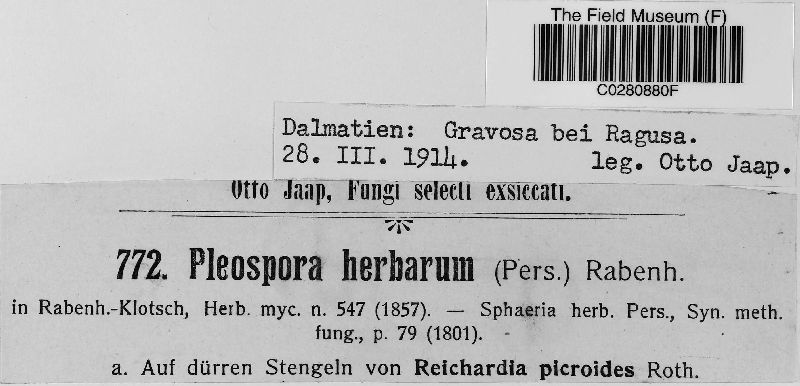 The Field Museum (F)
C0280880F
Dalmatien: Gravosa bei Ragusa.
28. III. 1914. leg. Otto Jaap.
Otto Jaap, Fungi selecti exsiccati.
772. Pleospora herbarum (Pers.) Rabenh.
in Rabenh.-Klotsch, Herb. myc. n. 547 (1857). — Sphaeria herb. Pers., Syn. meth.
fung., p. 79 (1801).
a. Auf dürren Stengeln von Reichardia picroides Roth.